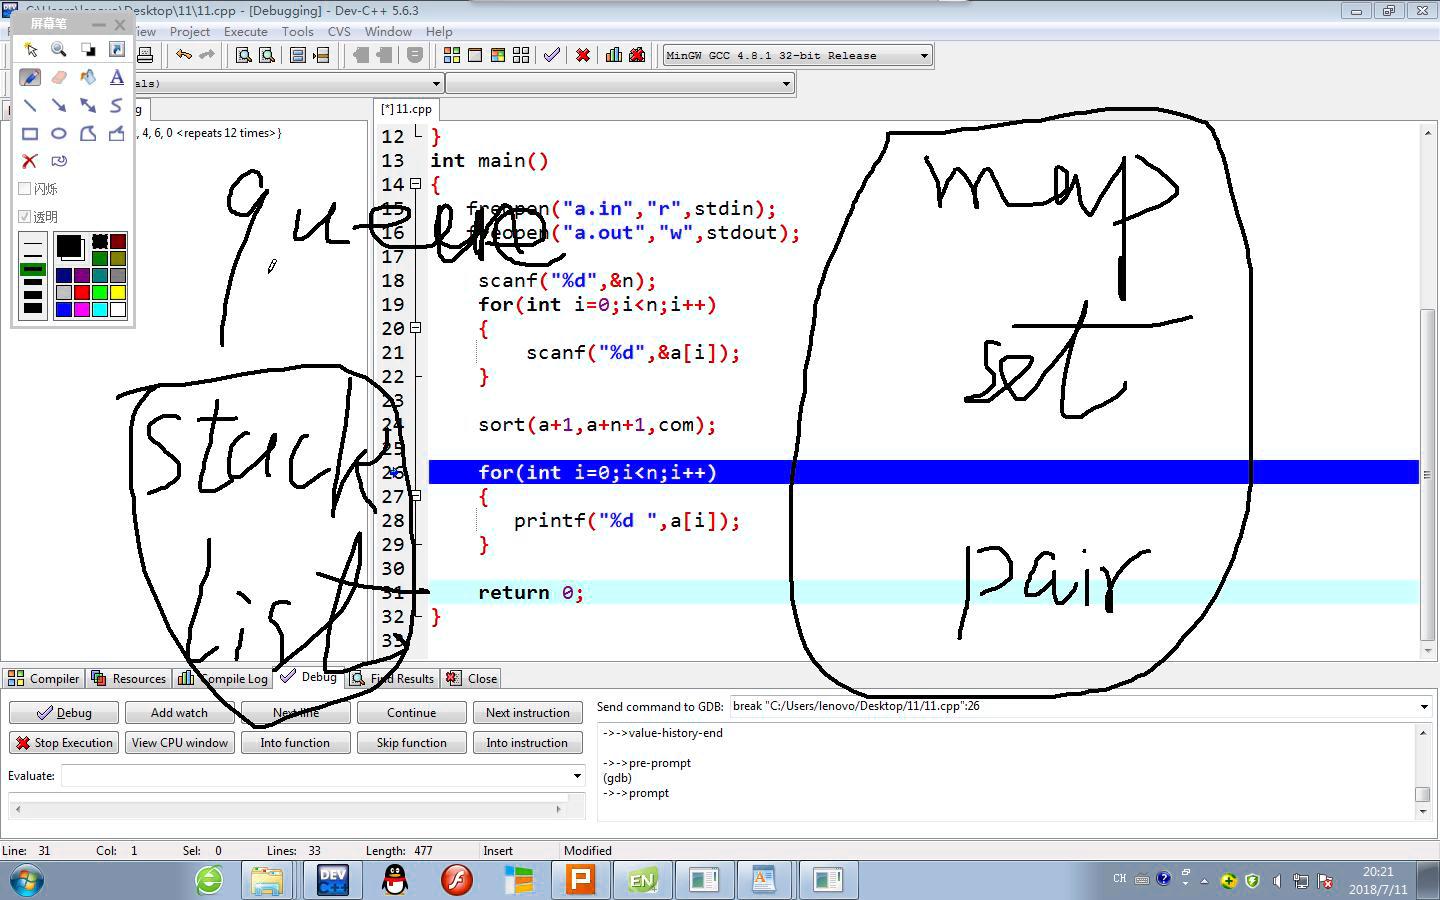 C:\Users\lenovo\Desktop\11\11.cpp - [Debugging] - Dev-C++ 5.6.3
屏幕笔
View Project Execute Tools CVS Window Help
MinGW GCC 4.8.1 32-bit Release
als)
[*] 11.cpp
, 4, 6, 0 <repeats 12 times>}
闪烁
透明
12 }
13 int main()
14 {
15 freopen("a.in","r",stdin);
16 freopen("a.out","w",stdout);
17
18 scanf("%d",&n);
19 for(int i=0;i<n;i++)
20 {
21 scanf("%d",&a[i]);
22 }
23
24 sort(a+1,a+n+1,com);
25
26 for(int i=0;i<n;i++)
27 {
28 printf("%d ",a[i]);
29 }
30
31 return 0;
32 }
33
stack
list
map
set
pair
Compiler Resources Compile Log Debug Find Results Close
Debug Add watch Next line Continue Next instruction
Stop Execution View CPU window Into function Skip function Into instruction
Evaluate:
Send command to GDB: break "C:/Users/lenovo/Desktop/11/11.cpp":26
->->value-history-end
->->pre-prompt
(gdb)
->->prompt
Line: 31 Col: 1 Sel: 0 Lines: 33 Length: 477 Insert Modified
DEV C++
EN
CH
20:21
2018/7/11